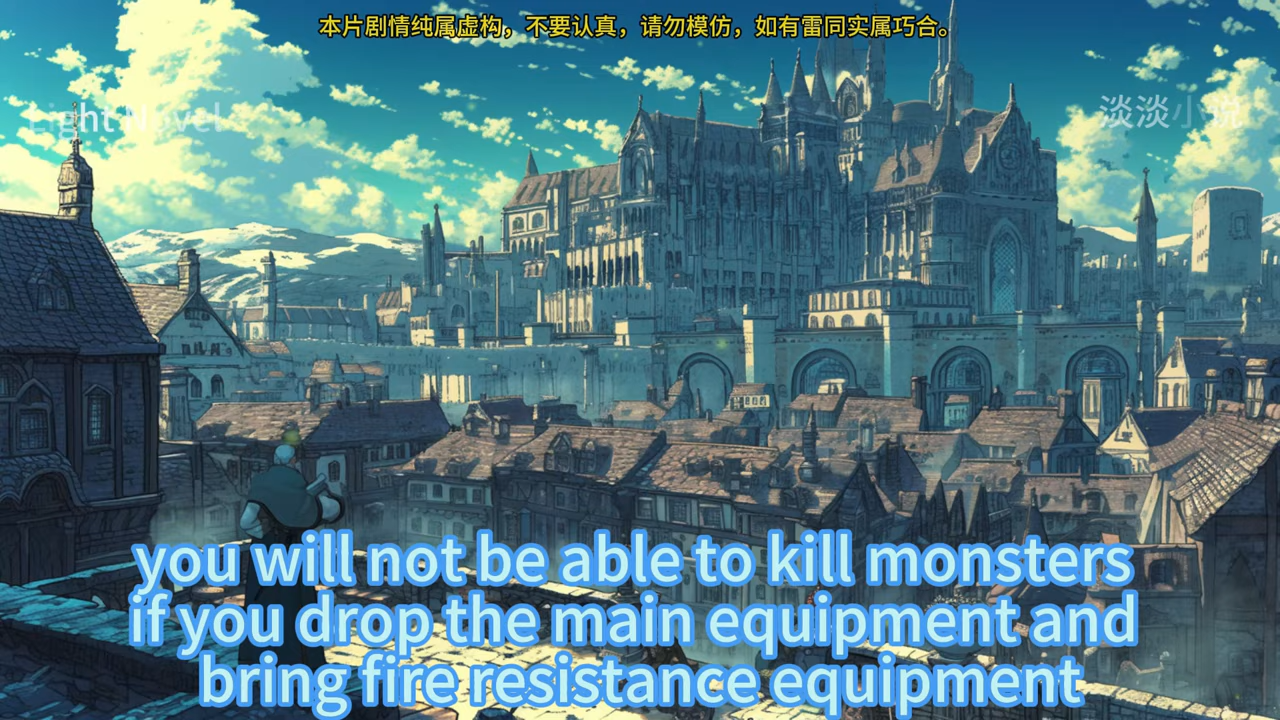 本片剧情纯属虚构，不要认真，请勿模仿，如有雷同实属巧合。
Light Novel
淡淡小说
you will not be able to kill monsters
if you drop the main equipment and
bring fire resistance equipment